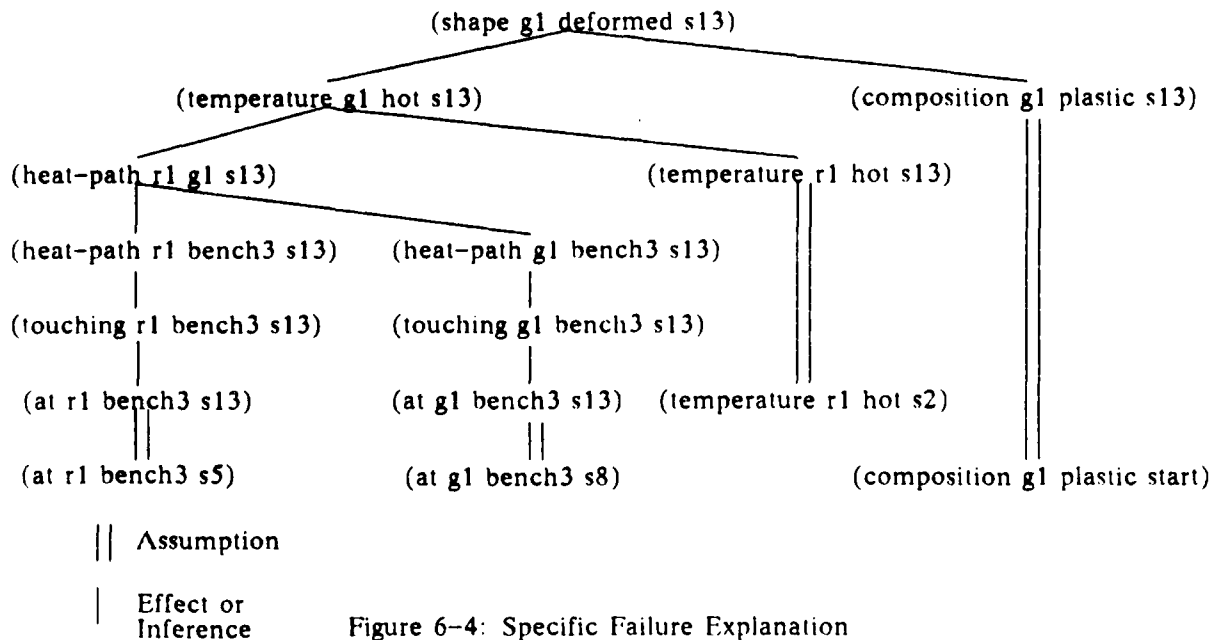 (shape g1 deformed s13)
(temperature g1 hot s13) (composition g1 plastic s13)
(heat-path r1 g1 s13) (temperature r1 hot s13)
(heat-path r1 bench3 s13) (heat-path g1 bench3 s13)
(touching r1 bench3 s13) (touching g1 bench3 s13)
(at r1 bench3 s13) (at g1 bench3 s13) (temperature r1 hot s2)
(at r1 bench3 s5) (at g1 bench3 s8) (composition g1 plastic start)
Assumption
Effect or
Inference
Figure 6-4: Specific Failure Explanation